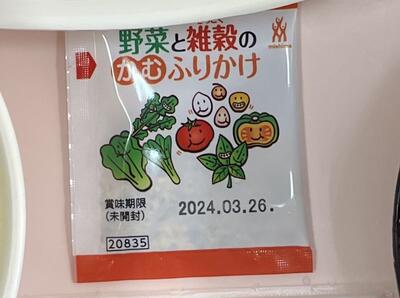 野菜と雑穀の
mishima
かむふりかけ
賞味期限
(未開封)
2024.03.26.
20835